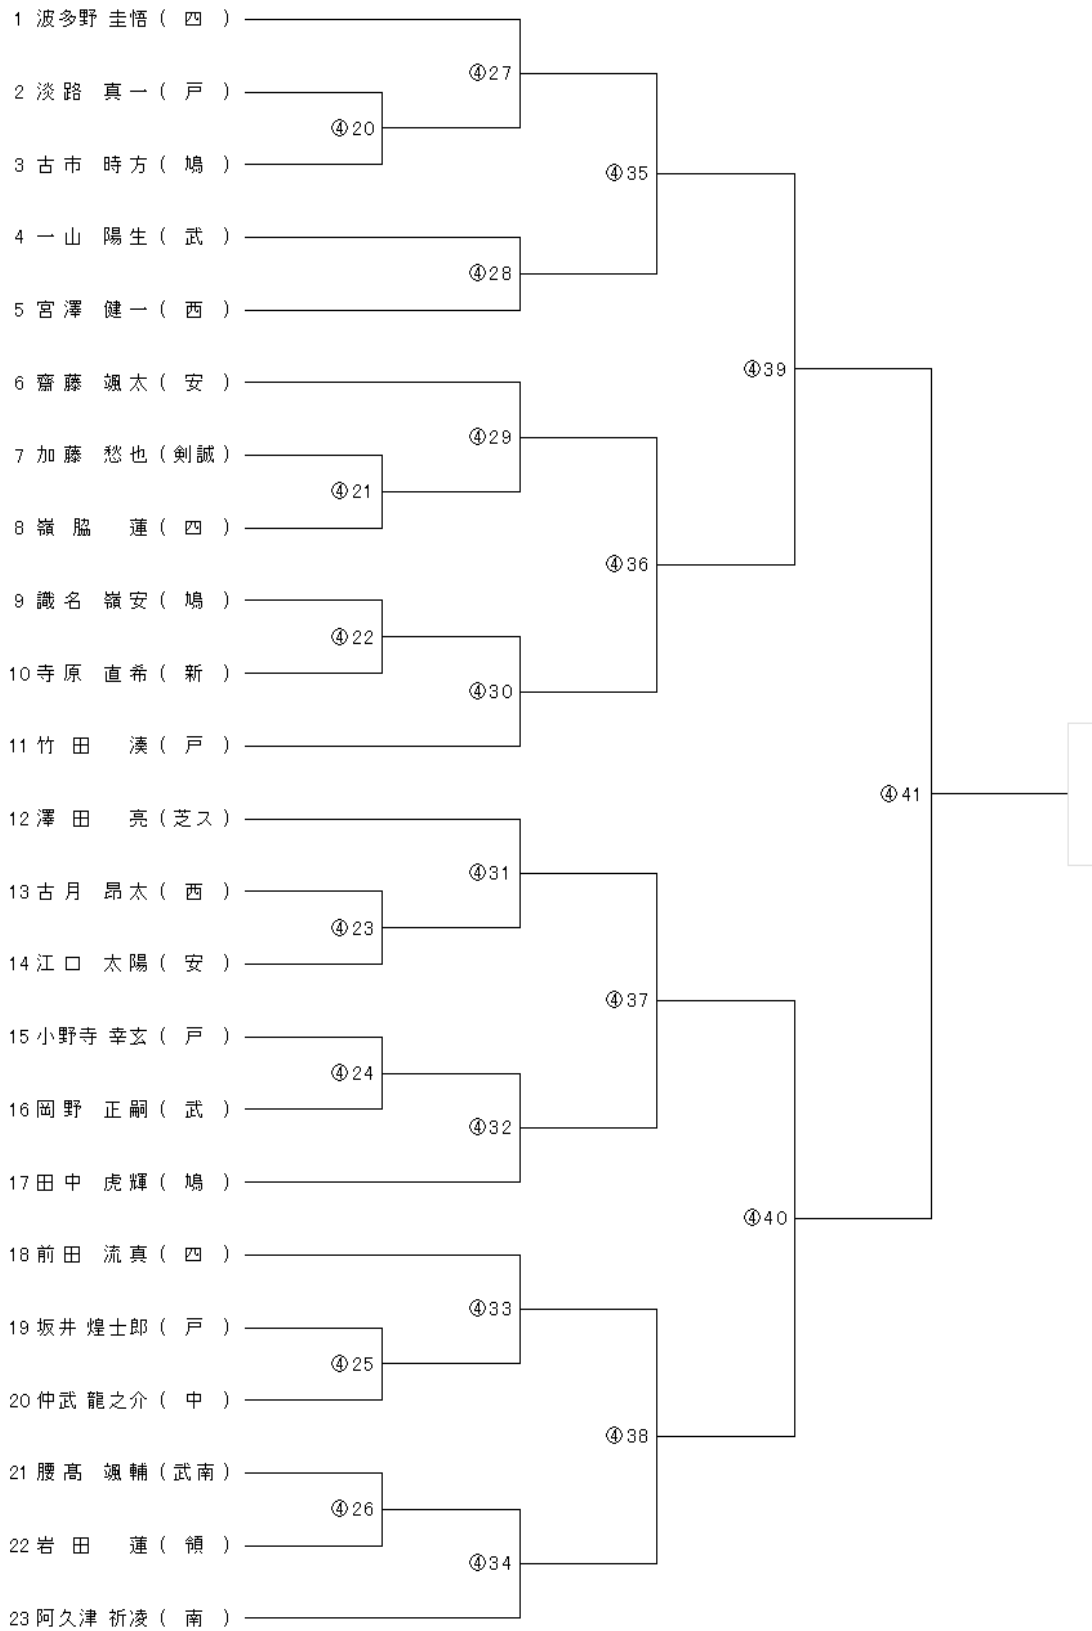 1 波多野 圭悟 ( 四 )
④27
2 淡路 真一 ( 戸 )
④20
3 古市 時方 ( 鳩 )
④35
4 一山 陽生 ( 武 )
④28
5 宮澤 健一 ( 西 )
④39
6 齋藤 颯太 ( 安 )
④29
7 加藤 愁也 (剣誠)
④21
8 嶺脇 蓮 ( 四 )
④36
9 識名 嶺安 ( 鳩 )
④22
10 寺原 直希 ( 新 )
④30
11 竹田 湊 ( 戸 )
④41
12 澤田 亮 (芝ス)
④31
13 古月 昂太 ( 西 )
④23
14 江口 太陽 ( 安 )
④37
15 小野寺 幸玄 ( 戸 )
④24
16 岡野 正嗣 ( 武 )
④32
17 田中 虎輝 ( 鳩 )
④40
18 前田 流真 ( 四 )
④33
19 坂井 煌士郎 ( 戸 )
④25
20 仲武 龍之介 ( 中 )
④38
21 腰髙 颯輔 (武南)
④26
22 岩田 蓮 ( 領 )
④34
23 阿久津 祈凌 ( 南 )